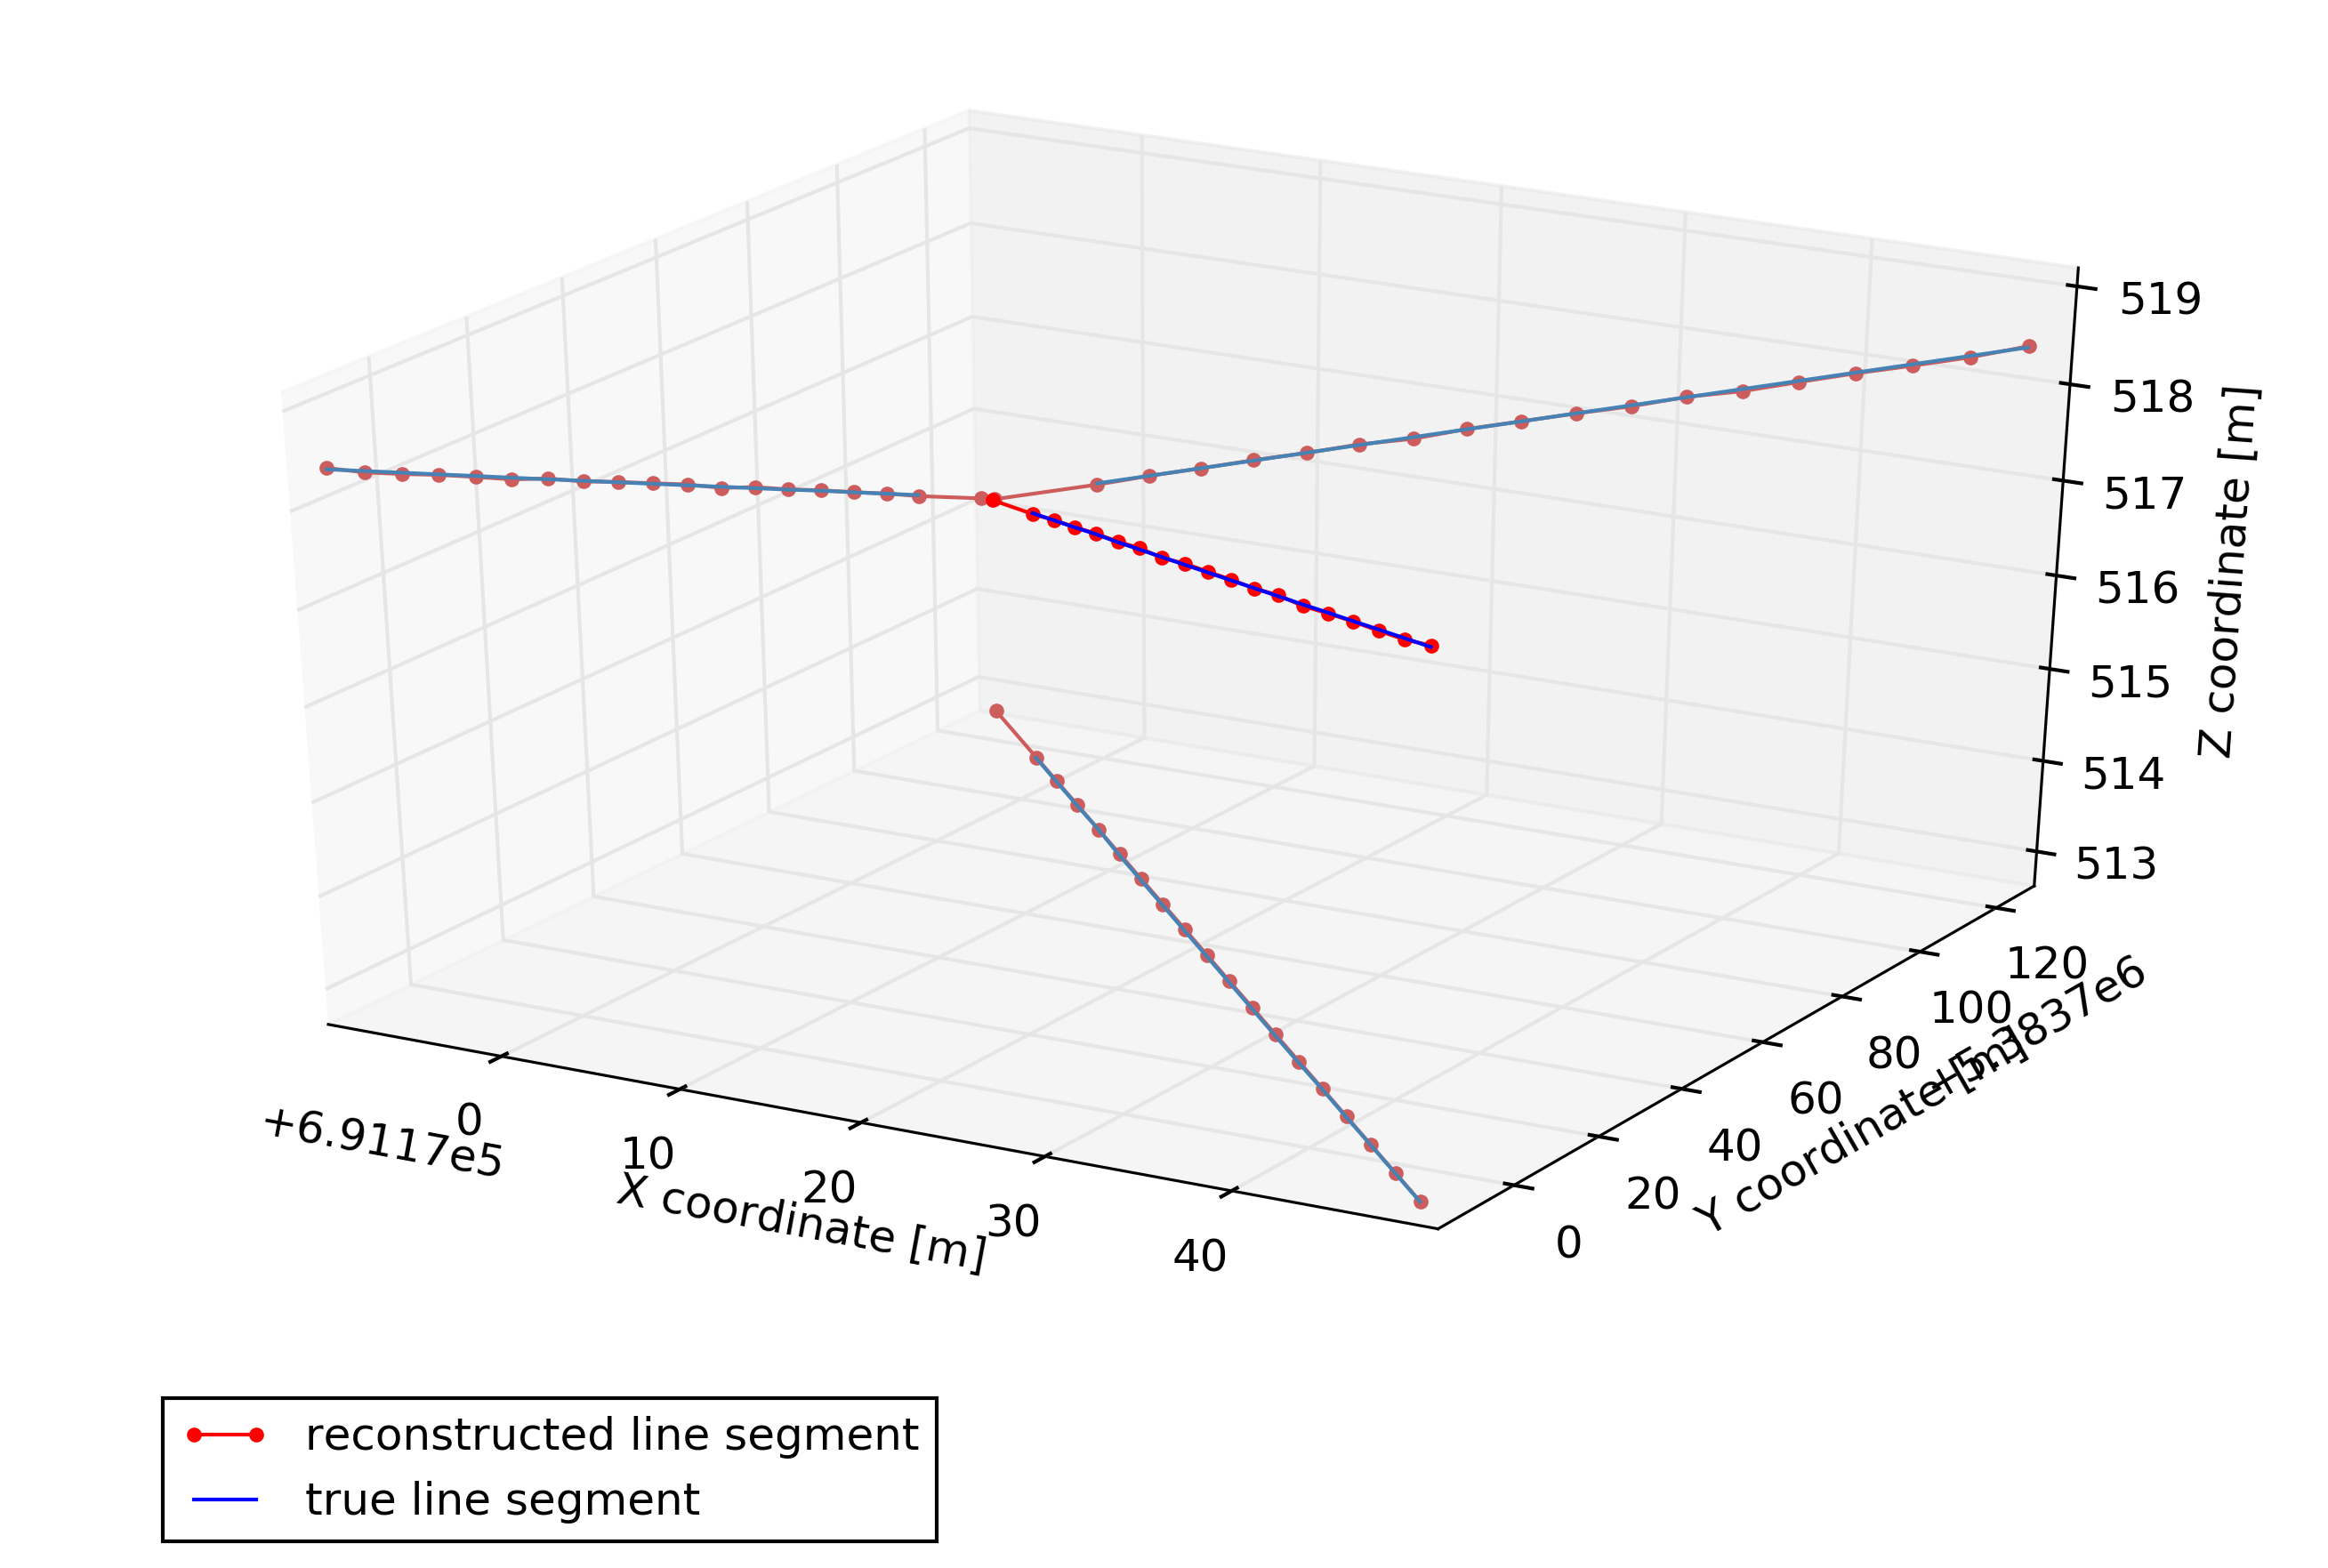 519
518
517
516
515
514
513
Z coordinate [m]
120
100
80
60
40
20
0
+5.3837e6
Y coordinate [m]
0
10
20
30
40
+6.9117e5
X coordinate [m]
reconstructed line segment
true line segment